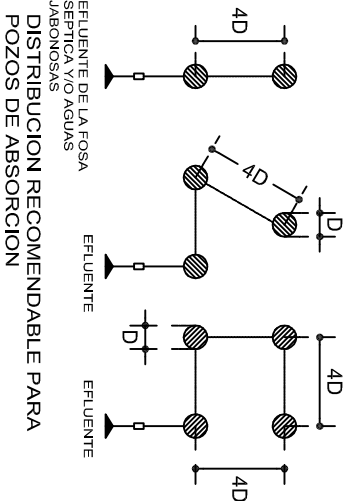 4D
EFLUENTE DE LA FOSA
SEPTICA Y/O AGUAS
JABONOSAS
4D
D
EFLUENTE
D
4D
4D
EFLUENTE
DISTRIBUCION RECOMENDABLE PARA
POZOS DE ABSORCION